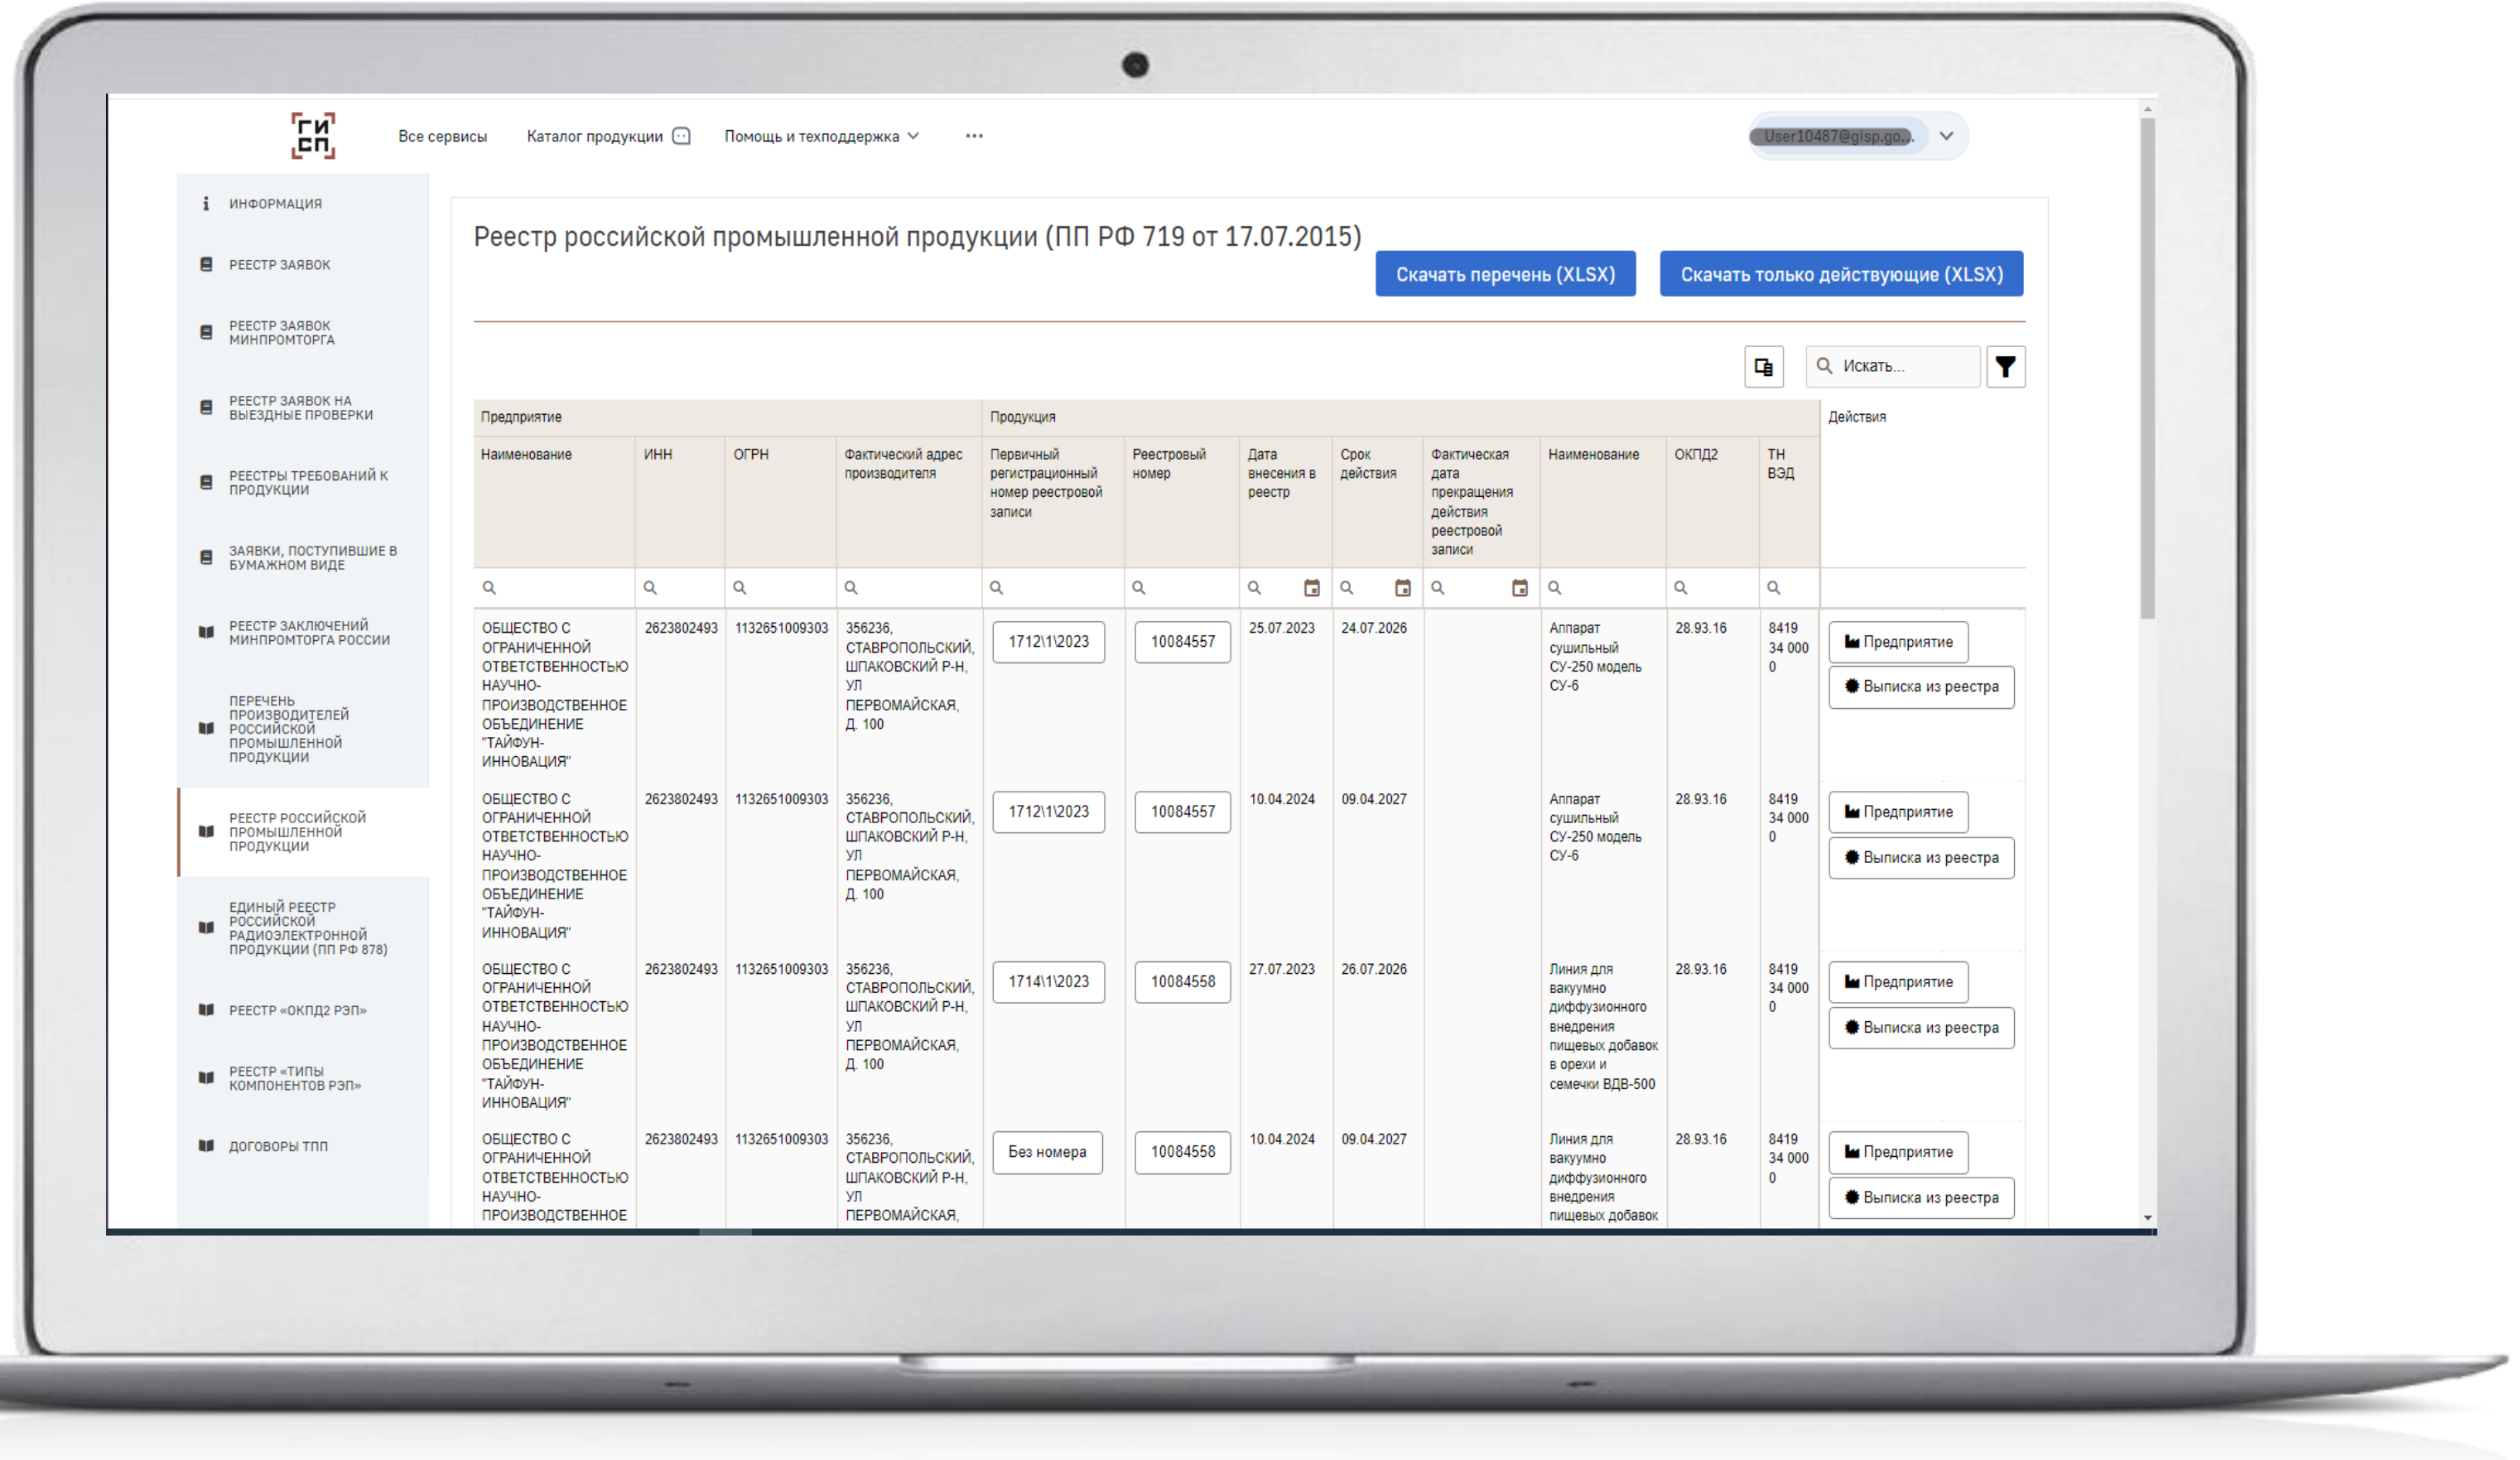 ГИ
СП
Все сервисы
Каталог продукции
Помощь и техподдержка
...
User10487@gisp.go...
ИНФОРМАЦИЯ
РЕЕСТР ЗАЯВОК
РЕЕСТР ЗАЯВОК
МИНПРОМТОРГА
РЕЕСТР ЗАЯВОК НА
ВЫЕЗДНЫЕ ПРОВЕРКИ
РЕЕСТРЫ ТРЕБОВАНИЙ К
ПРОДУКЦИИ
ЗАЯВКИ, ПОСТУПИВШИЕ В
БУМАЖНОМ ВИДЕ
РЕЕСТР ЗАКЛЮЧЕНИЙ
МИНПРОМТОРГА РОССИИ
ПЕРЕЧЕНЬ
ПРОИЗВОДИТЕЛЕЙ
РОССИЙСКОЙ
ПРОМЫШЛЕННОЙ
ПРОДУКЦИИ
РЕЕСТР РОССИЙСКОЙ
ПРОМЫШЛЕННОЙ
ПРОДУКЦИИ
ЕДИНЫЙ РЕЕСТР
РОССИЙСКОЙ
РАДИОЭЛЕКТРОННОЙ
ПРОДУКЦИИ (ПП РФ 878)
РЕЕСТР «ОКПД2 РЭП»
РЕЕСТР «ТИПЫ
КОМПОНЕНТОВ РЭП»
ДОГОВОРЫ ТПП
Реестр российской промышленной продукции (ПП РФ 719 от 17.07.2015)
Скачать перечень (XLSX)
Скачать только действующие (XLSX)
Искать...
Предприятие
Продукция
Действия
Наименование
ИНН
ОГРН
Фактический адрес
производителя
Первичный
регистрационный
номер реестровой
записи
Реестровый
номер
Дата
внесения в
реестр
Срок
действия
Фактическая
дата
прекращения
действия
реестровой
записи
Наименование
ОКПД2
ТН
ВЭД
ОБЩЕСТВО С
ОГРАНИЧЕННОЙ
ОТВЕТСТВЕННОСТЬЮ
НАУЧНО-
ПРОИЗВОДСТВЕННОЕ
ОБЪЕДИНЕНИЕ
"ТАЙФУН-
ИННОВАЦИЯ"
2623802493
1132651009303
356236,
СТАВРОПОЛЬСКИЙ,
ШПАКОВСКИЙ Р-Н,
УЛ
ПЕРВОМАЙСКАЯ,
Д. 100
1712\1\2023
10084557
25.07.2023
24.07.2026
Аппарат
сушильный
СУ-250 модель
СУ-6
28.93.16
8419
34 000
0
Предприятие
Выписка из реестра
ОБЩЕСТВО С
ОГРАНИЧЕННОЙ
ОТВЕТСТВЕННОСТЬЮ
НАУЧНО-
ПРОИЗВОДСТВЕННОЕ
ОБЪЕДИНЕНИЕ
"ТАЙФУН-
ИННОВАЦИЯ"
2623802493
1132651009303
356236,
СТАВРОПОЛЬСКИЙ,
ШПАКОВСКИЙ Р-Н,
УЛ
ПЕРВОМАЙСКАЯ,
Д. 100
1712\1\2023
10084557
10.04.2024
09.04.2027
Аппарат
сушильный
СУ-250 модель
СУ-6
28.93.16
8419
34 000
0
Предприятие
Выписка из реестра
ОБЩЕСТВО С
ОГРАНИЧЕННОЙ
ОТВЕТСТВЕННОСТЬЮ
НАУЧНО-
ПРОИЗВОДСТВЕННОЕ
ОБЪЕДИНЕНИЕ
"ТАЙФУН-
ИННОВАЦИЯ"
2623802493
1132651009303
356236,
СТАВРОПОЛЬСКИЙ,
ШПАКОВСКИЙ Р-Н,
УЛ
ПЕРВОМАЙСКАЯ,
Д. 100
1714\1\2023
10084558
27.07.2023
26.07.2026
Линия для
вакуумно
диффузионного
внедрения
пищевых добавок
в орехи и
семечки ВДВ-500
28.93.16
8419
34 000
0
Предприятие
Выписка из реестра
ОБЩЕСТВО С
ОГРАНИЧЕННОЙ
ОТВЕТСТВЕННОСТЬЮ
НАУЧНО-
ПРОИЗВОДСТВЕННОЕ
2623802493
1132651009303
356236,
СТАВРОПОЛЬСКИЙ,
ШПАКОВСКИЙ Р-Н,
УЛ
ПЕРВОМАЙСКАЯ,
Без номера
10084558
10.04.2024
09.04.2027
Линия для
вакуумно
диффузионного
внедрения
пищевых добавок
28.93.16
8419
34 000
0
Предприятие
Выписка из реестра